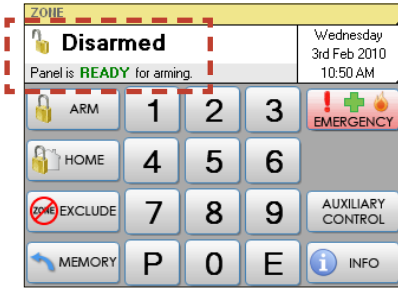 ZONE
Disarmed
Panel is READY for arming.
Wednesday
3rd Feb 2010
10:50 AM
ARM
1
2
3
EMERGENCY
HOME
4
5
6
ZONE
EXCLUDE
7
8
9
AUXILIARY
CONTROL
MEMORY
P
0
E
i
INFO